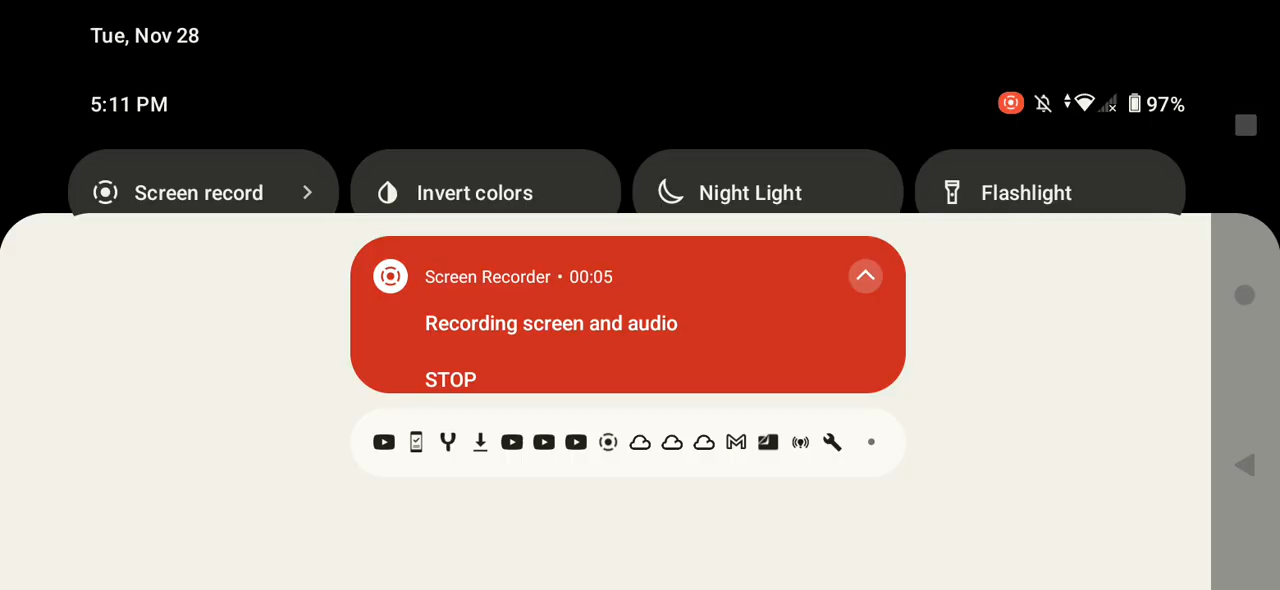 Tue, Nov 28
5:11 PM
97%
Screen record
Invert colors
Night Light
Flashlight
Screen Recorder • 00:05
Recording screen and audio
STOP